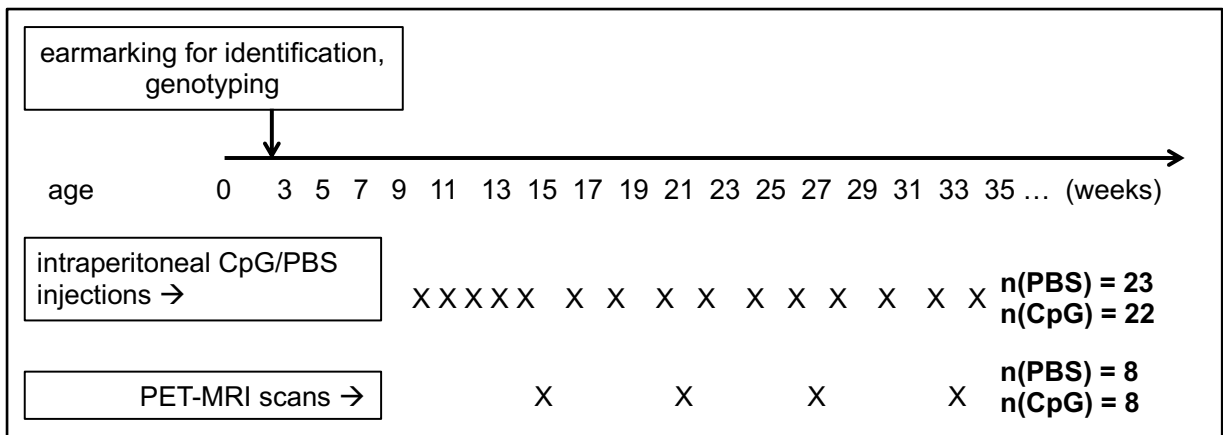 earmarking for identification,
genotyping
age 0 3 5 7 9 11 13 15 17 19 21 23 25 27 29 31 33 35 … (weeks)
intraperitoneal CpG/PBS
injections →
X X X X X X X X X X X X X X X
n(PBS) = 23
n(CpG) = 22
PET-MRI scans → X X X X
n(PBS) = 8
n(CpG) = 8